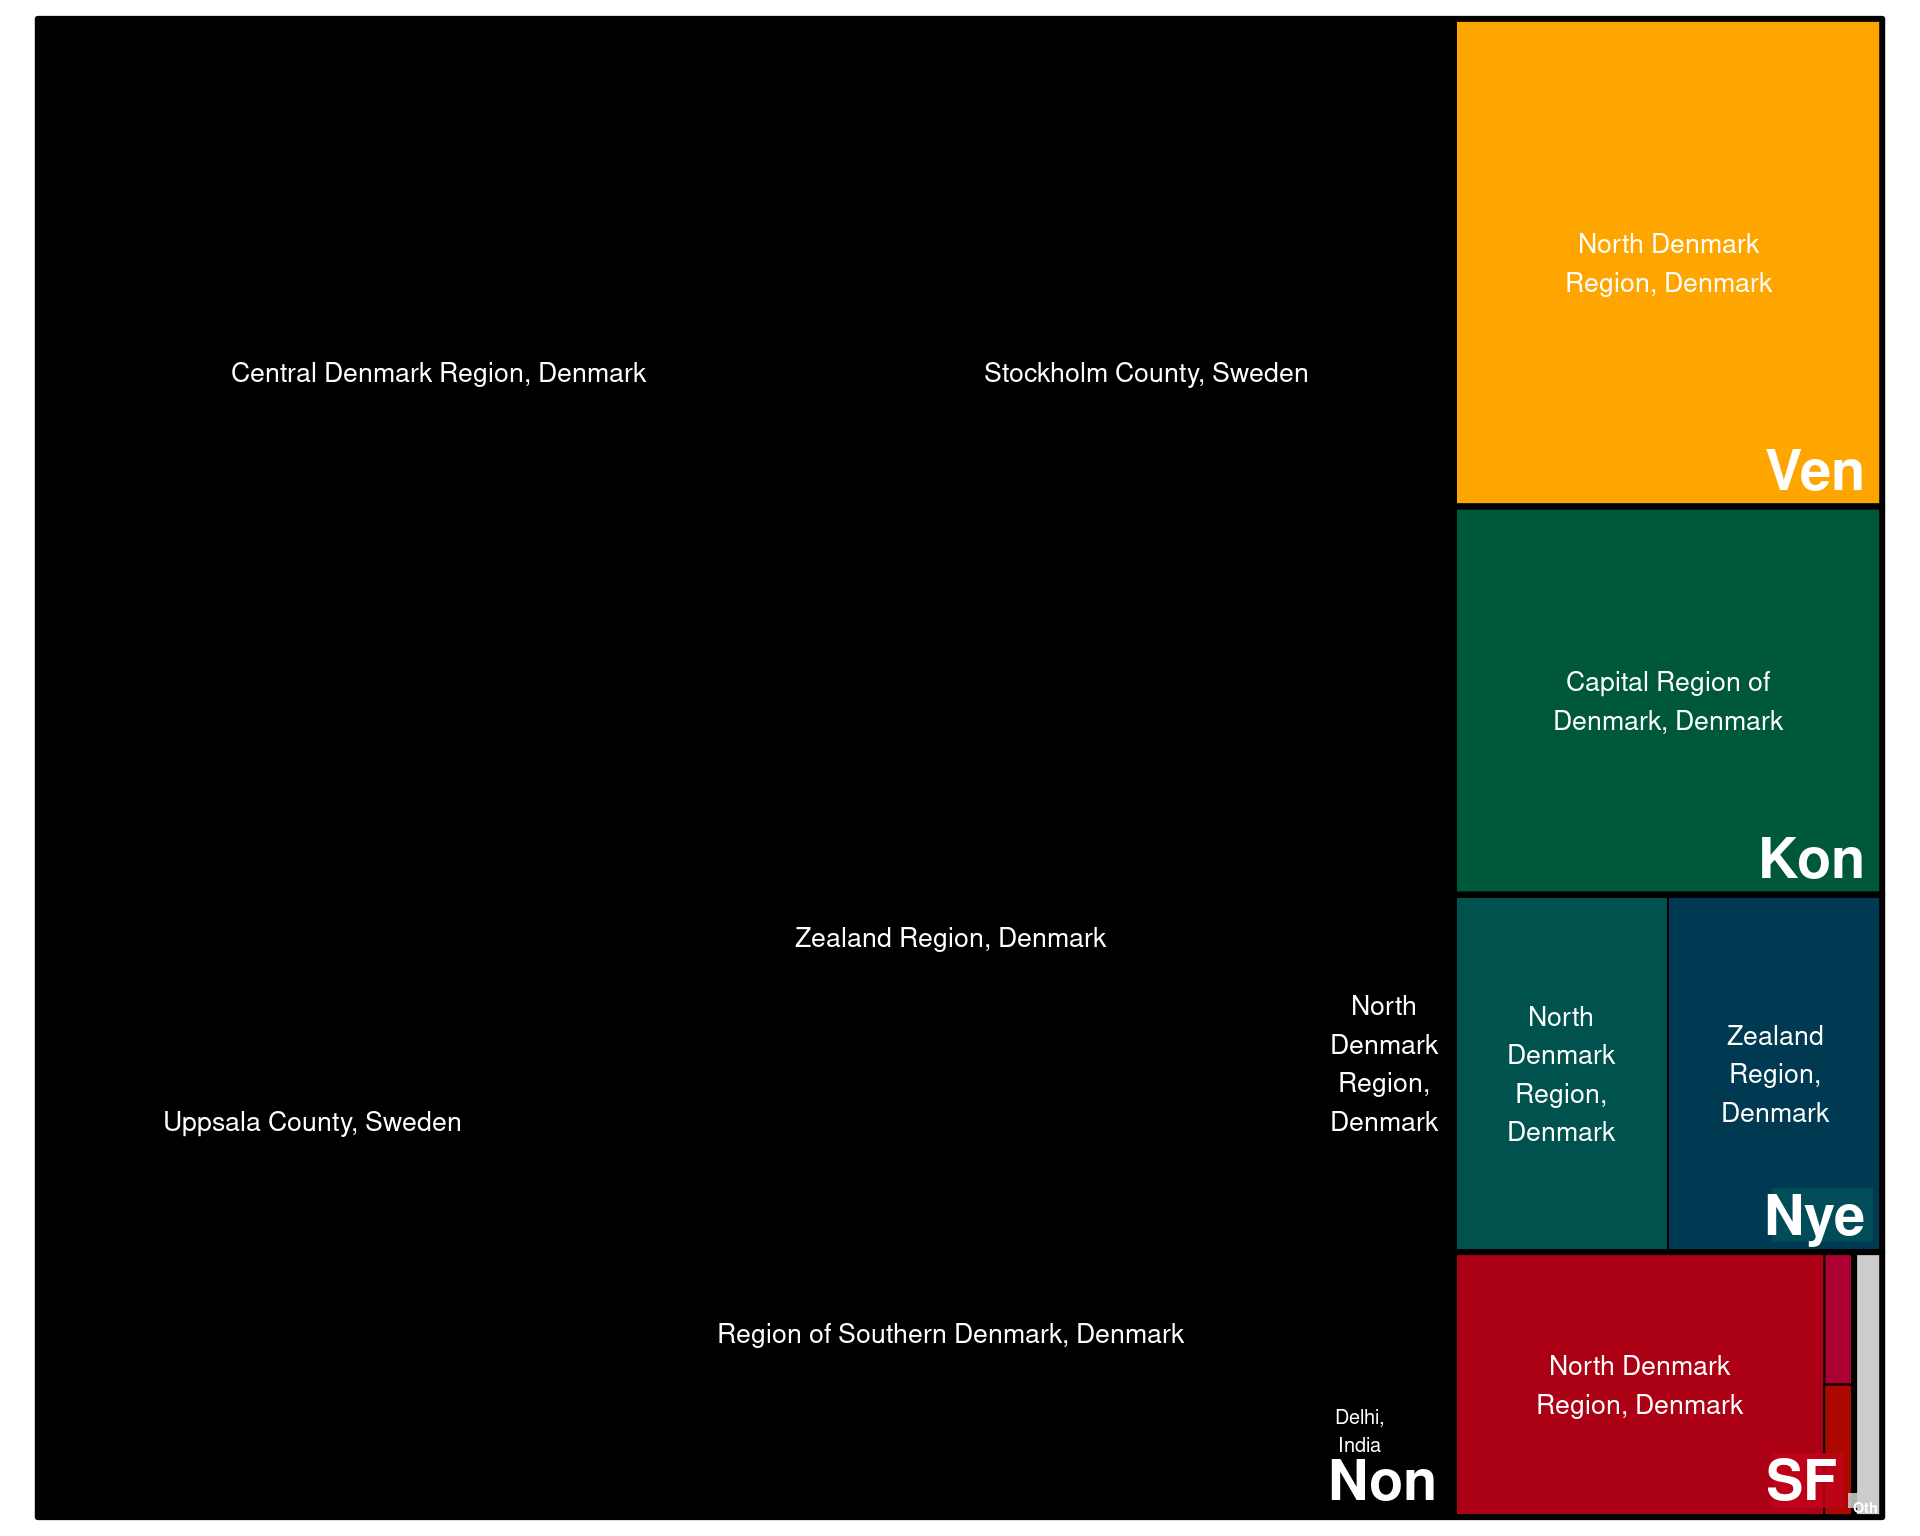 Central Denmark Region, Denmark
Stockholm County, Sweden
Zealand Region, Denmark
North
Denmark
Region,
Denmark
Uppsala County, Sweden
Region of Southern Denmark, Denmark
Delhi,
India
Non
North Denmark
Region, Denmark
Ven
Capital Region of
Denmark, Denmark
Kon
North
Denmark
Region,
Denmark
Zealand
Region,
Denmark
Nye
North Denmark
Region, Denmark
SF
Oth